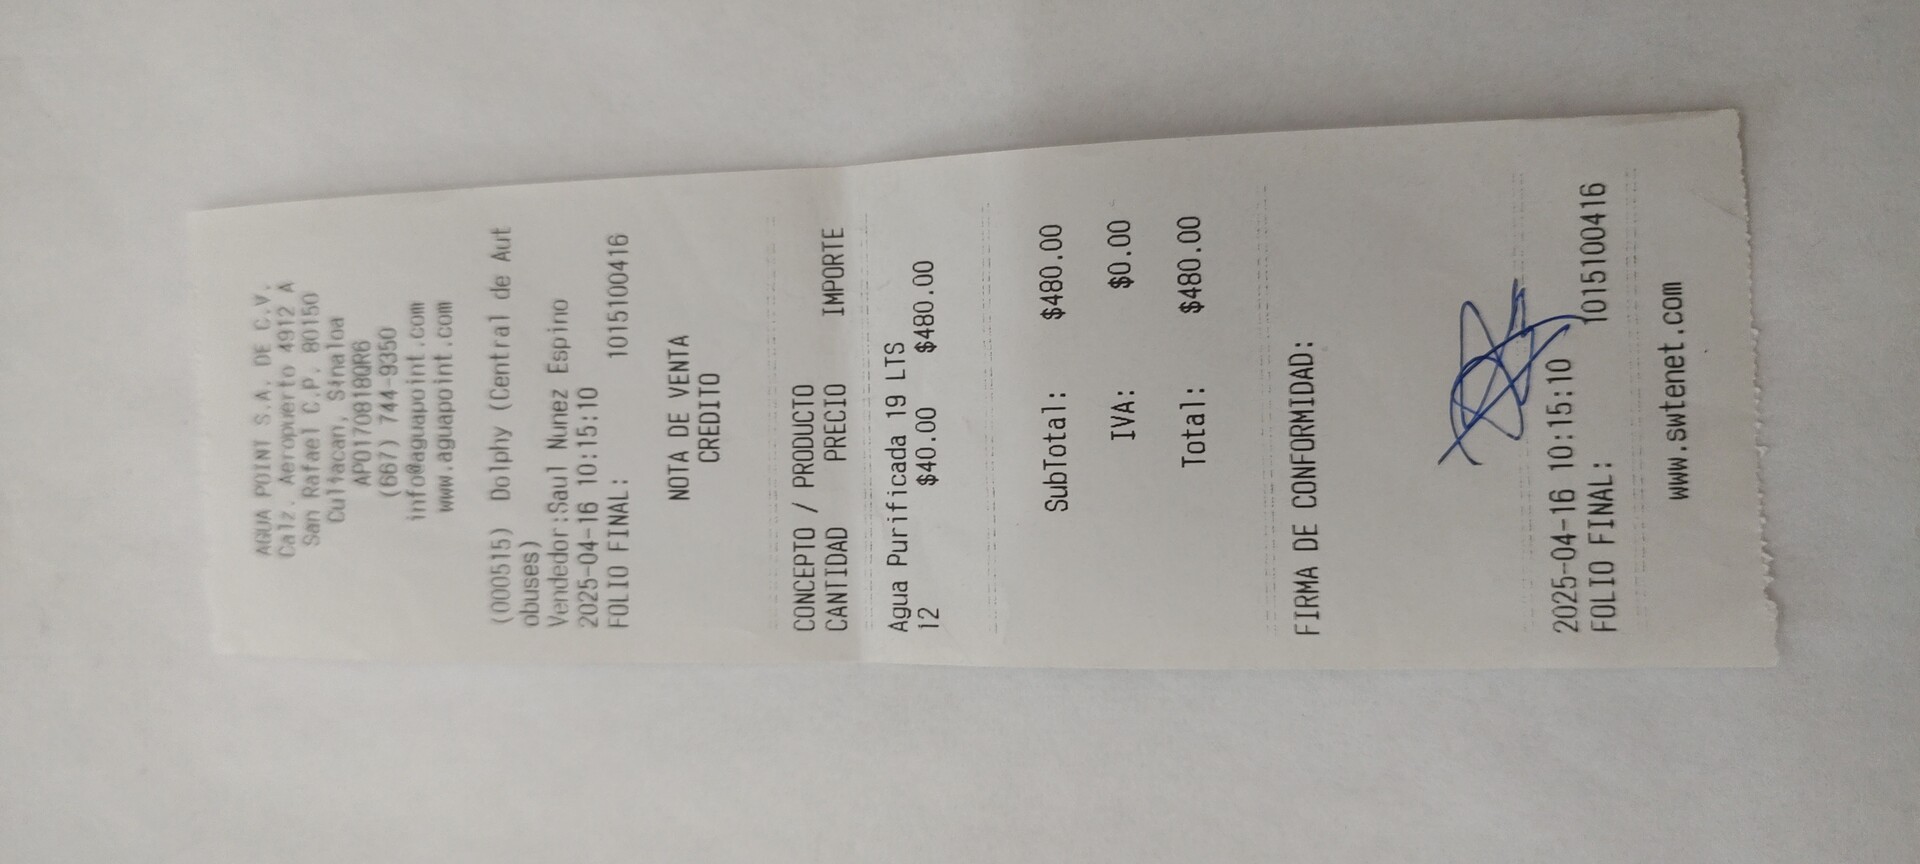 AQUA POINT S.A. DE C.V.
Calz. Aeropuerto 4912 A
San Rafael C.P. 80150
Culiacan, Sinaloa
APO170818QR6
(667) 744-9350
info@aguapoint.com
www.aguapoint.com
(000515) Dolphy (Central de Aut
obuses)
Vendedor:Saul Nunez Espino
2025-04-16 10:15:10
FOLIO FINAL: 1015100416
NOTA DE VENTA
CREDITO
CONCEPTO / PRODUCTO
CANTIDAD PRECIO IMPORTE
Agua Purificada 19 LTS
12 $40.00 $480.00
SubTotal: $480.00
IVA: $0.00
Total: $480.00
FIRMA DE CONFORMIDAD:
2025-04-16 10:15:10
FOLIO FINAL: 1015100416
www.swtenet.com